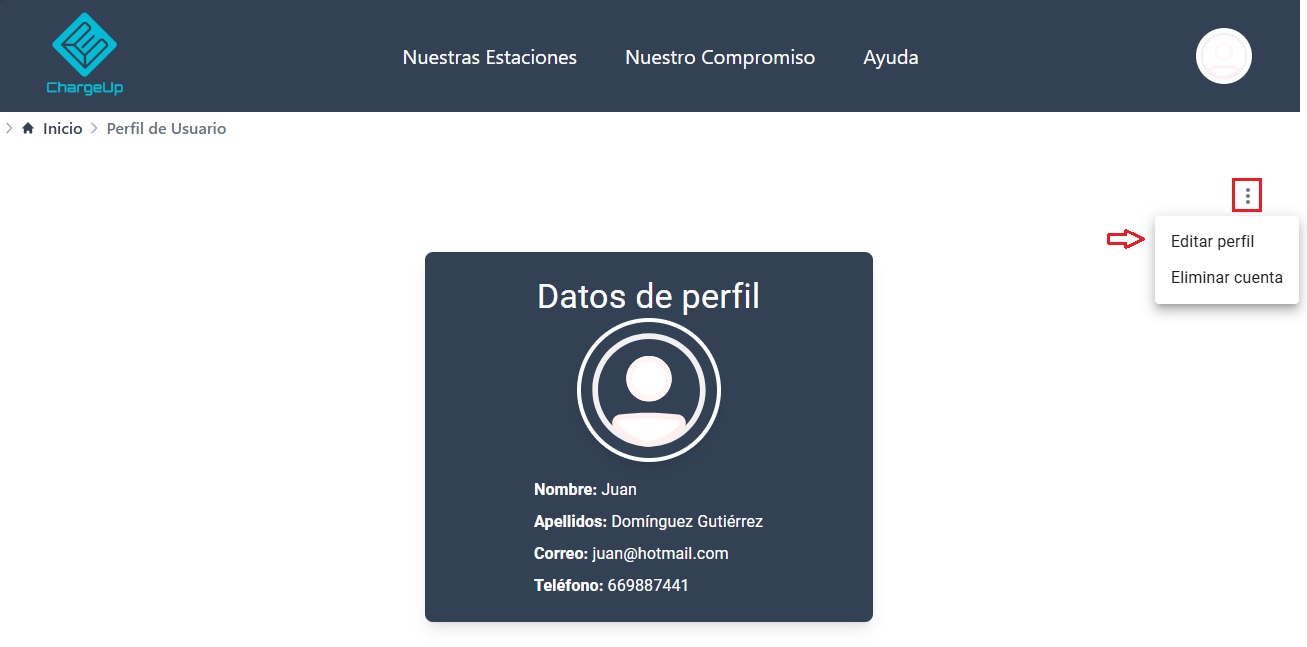 ChargeUp
Nuestras Estaciones
Nuestro Compromiso
Ayuda
Inicio
Perfil de Usuario
Editar perfil
Eliminar cuenta
Datos de perfil
Nombre: Juan
Apellidos: Domínguez Gutiérrez
Correo: juan@hotmail.com
Teléfono: 669887441